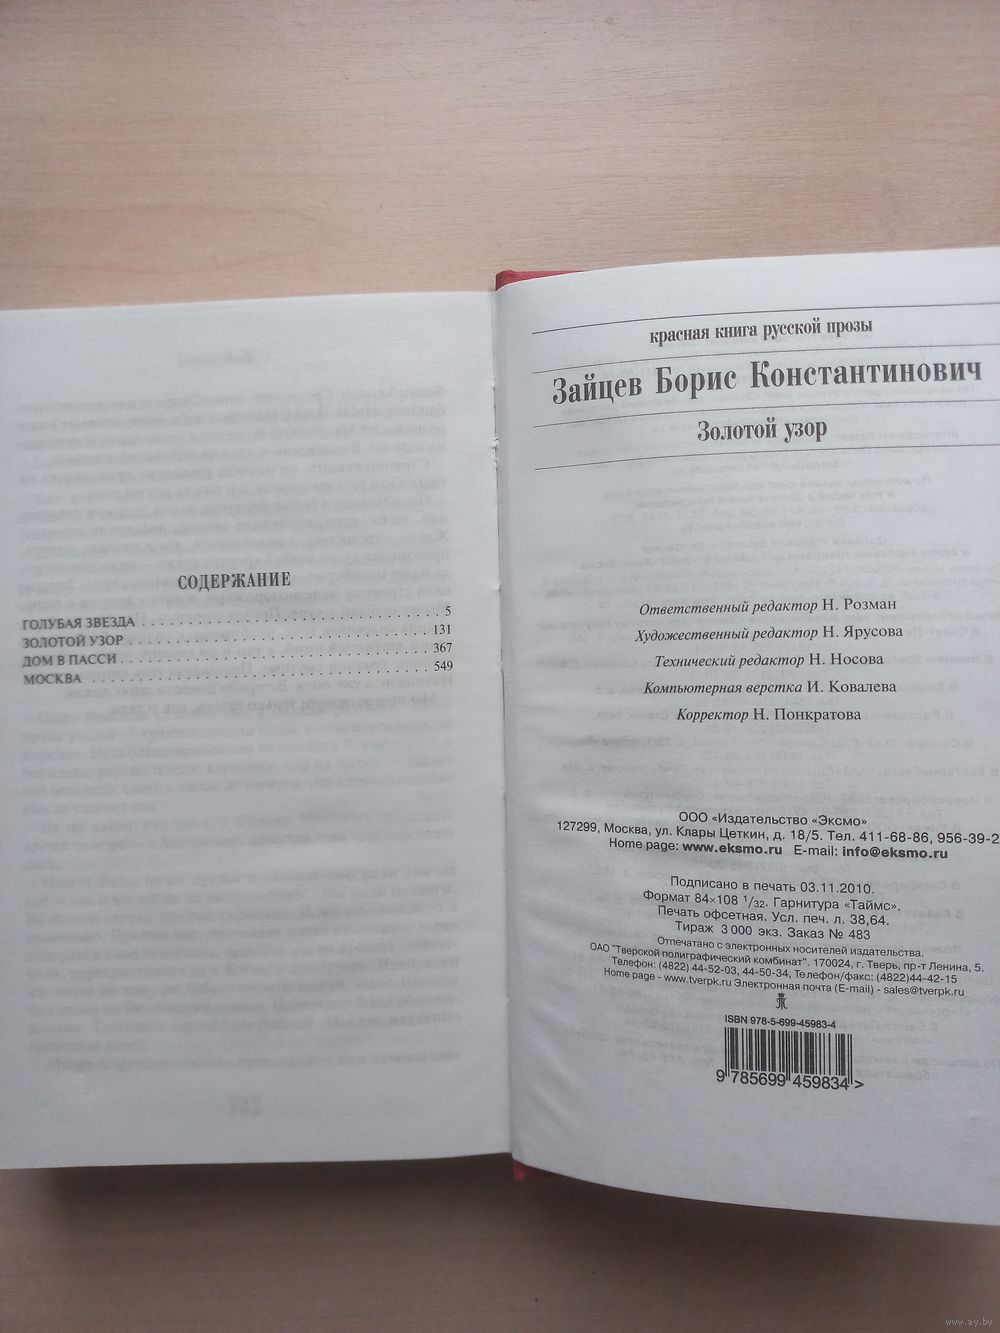 СОДЕРЖАНИЕ
ГОЛУБАЯ ЗВЕЗДА . . . . . . . . . . . . . . . . . . . . . . . . . . . . . . . . 5
ЗОЛОТОЙ УЗОР . . . . . . . . . . . . . . . . . . . . . . . . . . . . . . . . 131
ДОМ В ПАССИ . . . . . . . . . . . . . . . . . . . . . . . . . . . . . . . . 367
МОСКВА . . . . . . . . . . . . . . . . . . . . . . . . . . . . . . . . . . . . 549
красная книга русской прозы
Зайцев Борис Константинович
Золотой узор
Ответственный редактор Н. Розман
Художественный редактор Н. Ярусова
Технический редактор Н. Носова
Компьютерная верстка И. Ковалева
Корректор Н. Понкратова
ООО «Издательство «Эксмо»
127299, Москва, ул. Клары Цеткин, д. 18/5. Тел. 411-68-86, 956-39-2
Home page: www.eksmo.ru E-mail: info@eksmo.ru
Подписано в печать 03.11.2010.
Формат 84×108 1/32. Гарнитура «Таймс».
Печать офсетная. Усл. печ. л. 38,64.
Тираж 3 000 экз. Заказ № 483
Отпечатано с электронных носителей издательства.
ОАО "Тверской полиграфический комбинат". 170024, г. Тверь, пр-т Ленина, 5.
Телефон: (4822) 44-52-03, 44-50-34, Телефон/факс: (4822)44-42-15
Home page - www.tverpk.ru Электронная почта (E-mail) - sales@tverpk.ru
ISBN 978-5-699-45983-4
9 785699 459834 >
www.ay.by